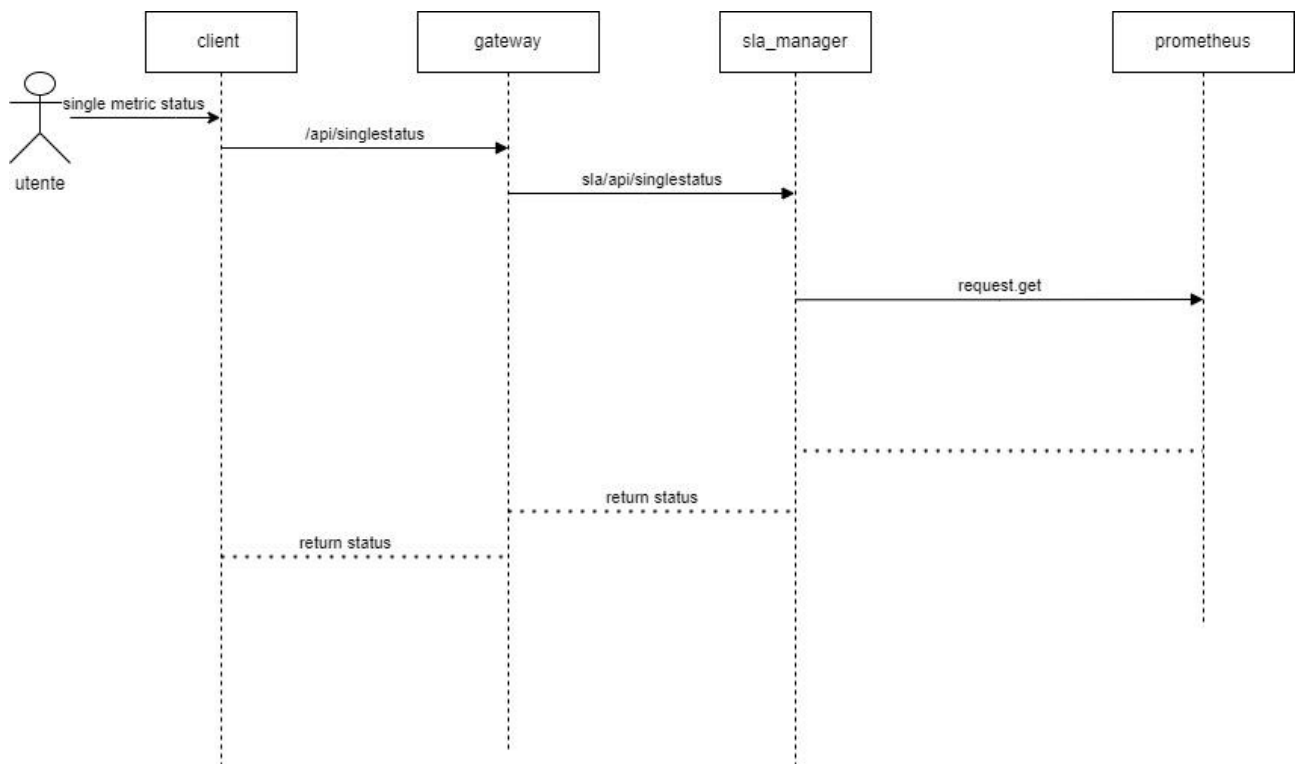 client
gateway
sla_manager
prometheus
single metric status
/api/singlestatus
utente
sla/api/singlestatus
request.get
return status
return status